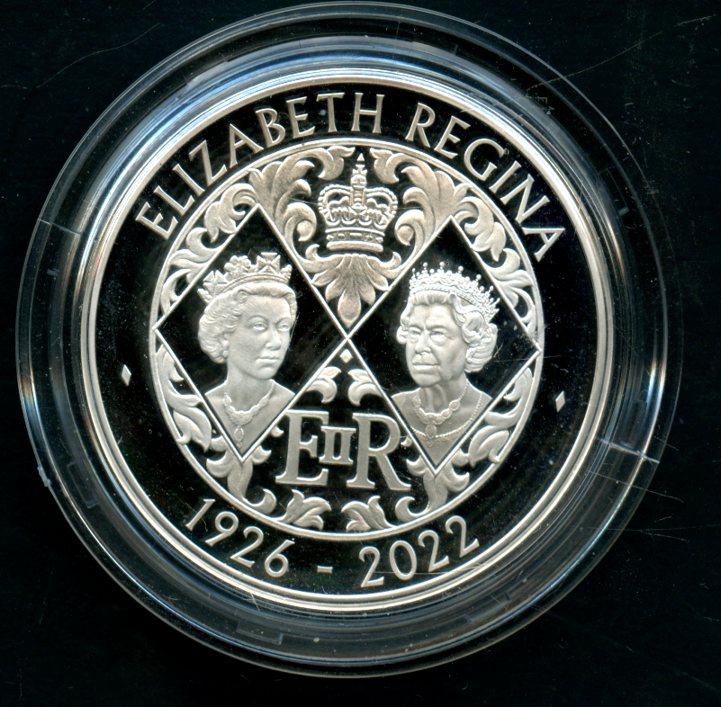 ELIZABETH REGINA
EIIR
1926 - 2022